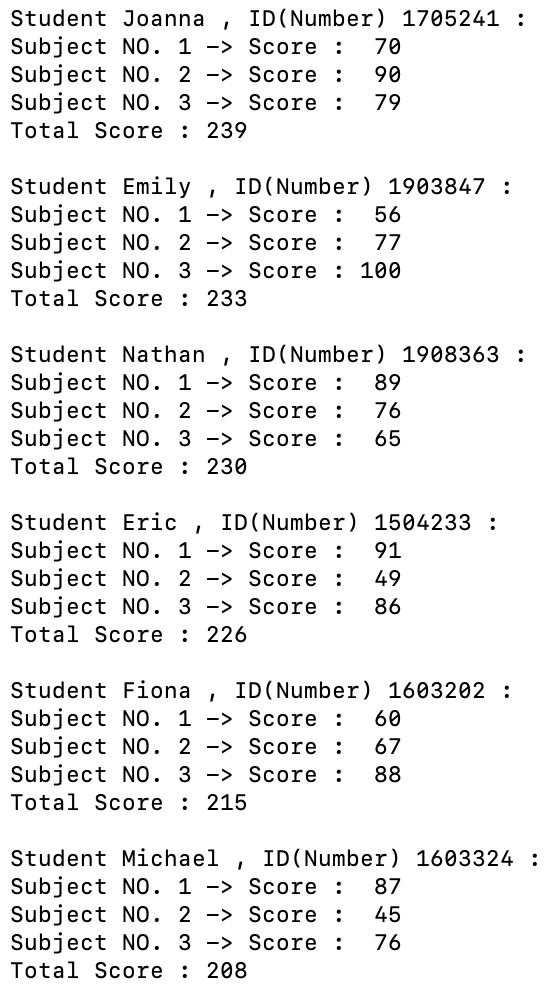 Student Joanna , ID(Number) 1705241 :
Subject NO. 1 -> Score :  70
Subject NO. 2 -> Score :  90
Subject NO. 3 -> Score :  79
Total Score : 239

Student Emily , ID(Number) 1903847 :
Subject NO. 1 -> Score :  56
Subject NO. 2 -> Score :  77
Subject NO. 3 -> Score : 100
Total Score : 233

Student Nathan , ID(Number) 1908363 :
Subject NO. 1 -> Score :  89
Subject NO. 2 -> Score :  76
Subject NO. 3 -> Score :  65
Total Score : 230

Student Eric , ID(Number) 1504233 :
Subject NO. 1 -> Score :  91
Subject NO. 2 -> Score :  49
Subject NO. 3 -> Score :  86
Total Score : 226

Student Fiona , ID(Number) 1603202 :
Subject NO. 1 -> Score :  60
Subject NO. 2 -> Score :  67
Subject NO. 3 -> Score :  88
Total Score : 215

Student Michael , ID(Number) 1603324 :
Subject NO. 1 -> Score :  87
Subject NO. 2 -> Score :  45
Subject NO. 3 -> Score :  76
Total Score : 208